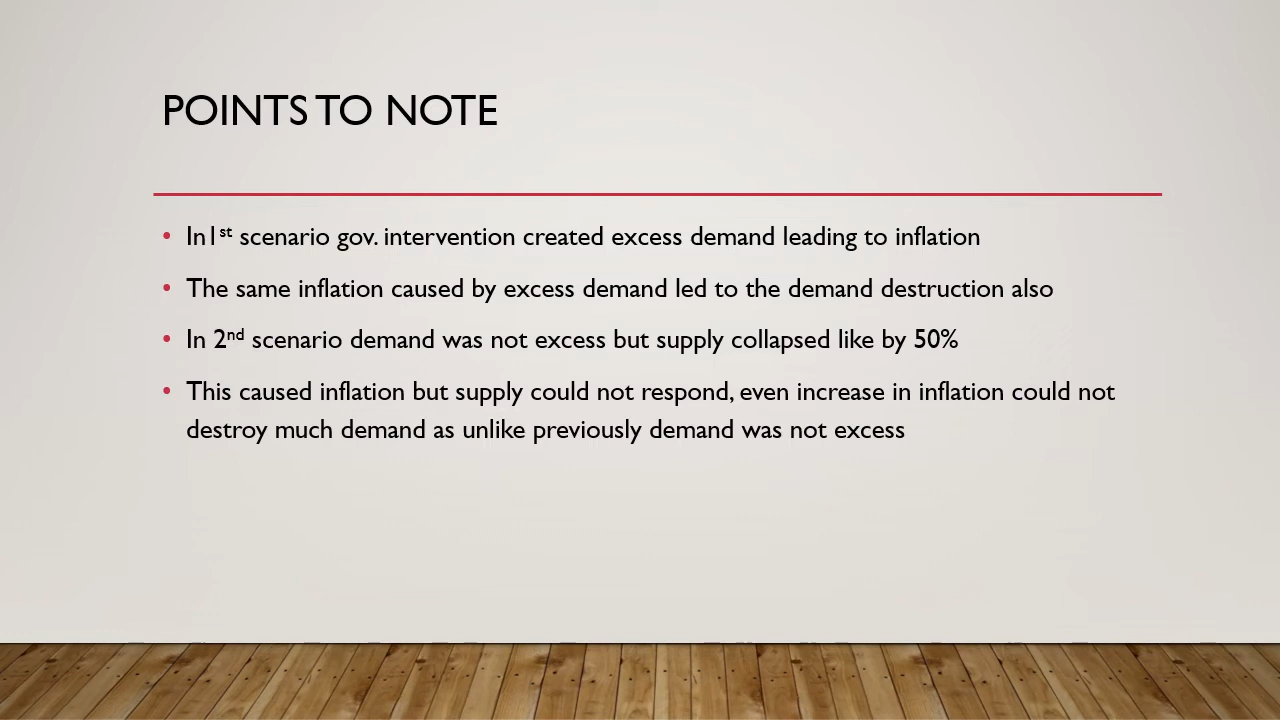 POINTS TO NOTE
• In1st scenario gov. intervention created excess demand leading to inflation
• The same inflation caused by excess demand led to the demand destruction also
• In 2nd scenario demand was not excess but supply collapsed like by 50%
• This caused inflation but supply could not respond, even increase in inflation could not
destroy much demand as unlike previously demand was not excess